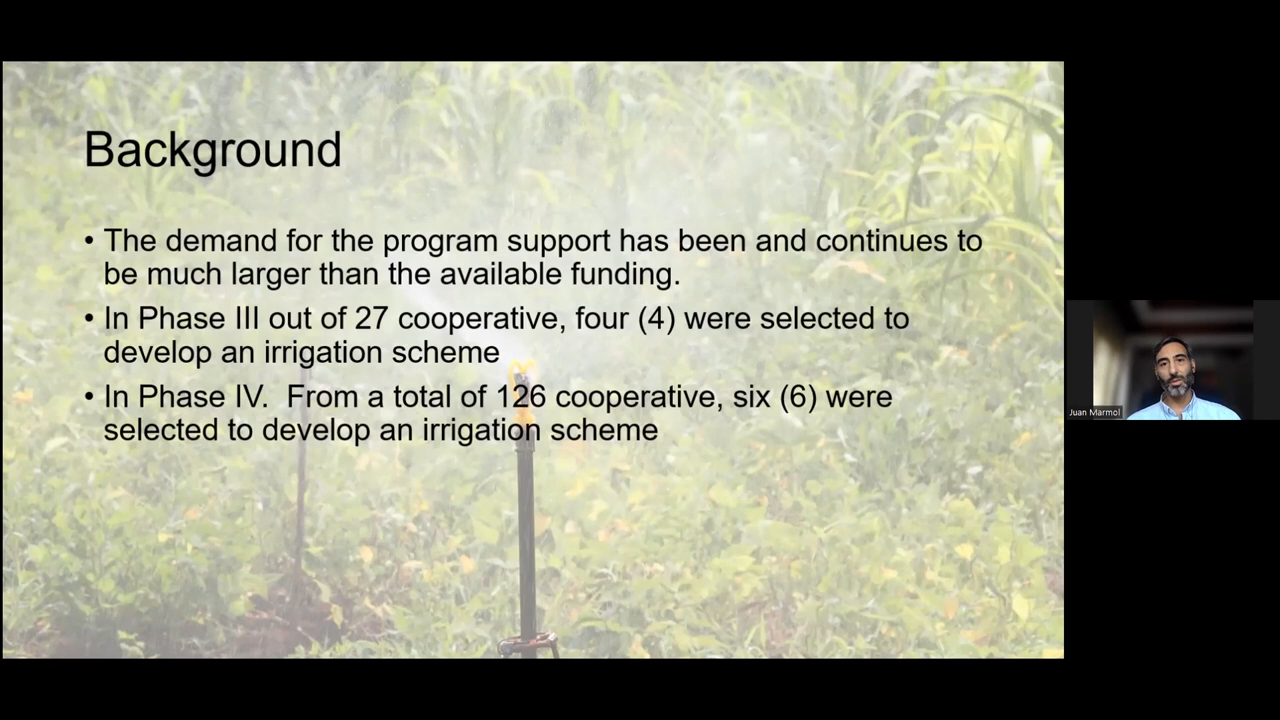 Background
• The demand for the program support has been and continues to
be much larger than the available funding.
• In Phase III out of 27 cooperative, four (4) were selected to
develop an irrigation scheme
• In Phase IV.  From a total of 126 cooperative, six (6) were
selected to develop an irrigation scheme
Juan Marmol